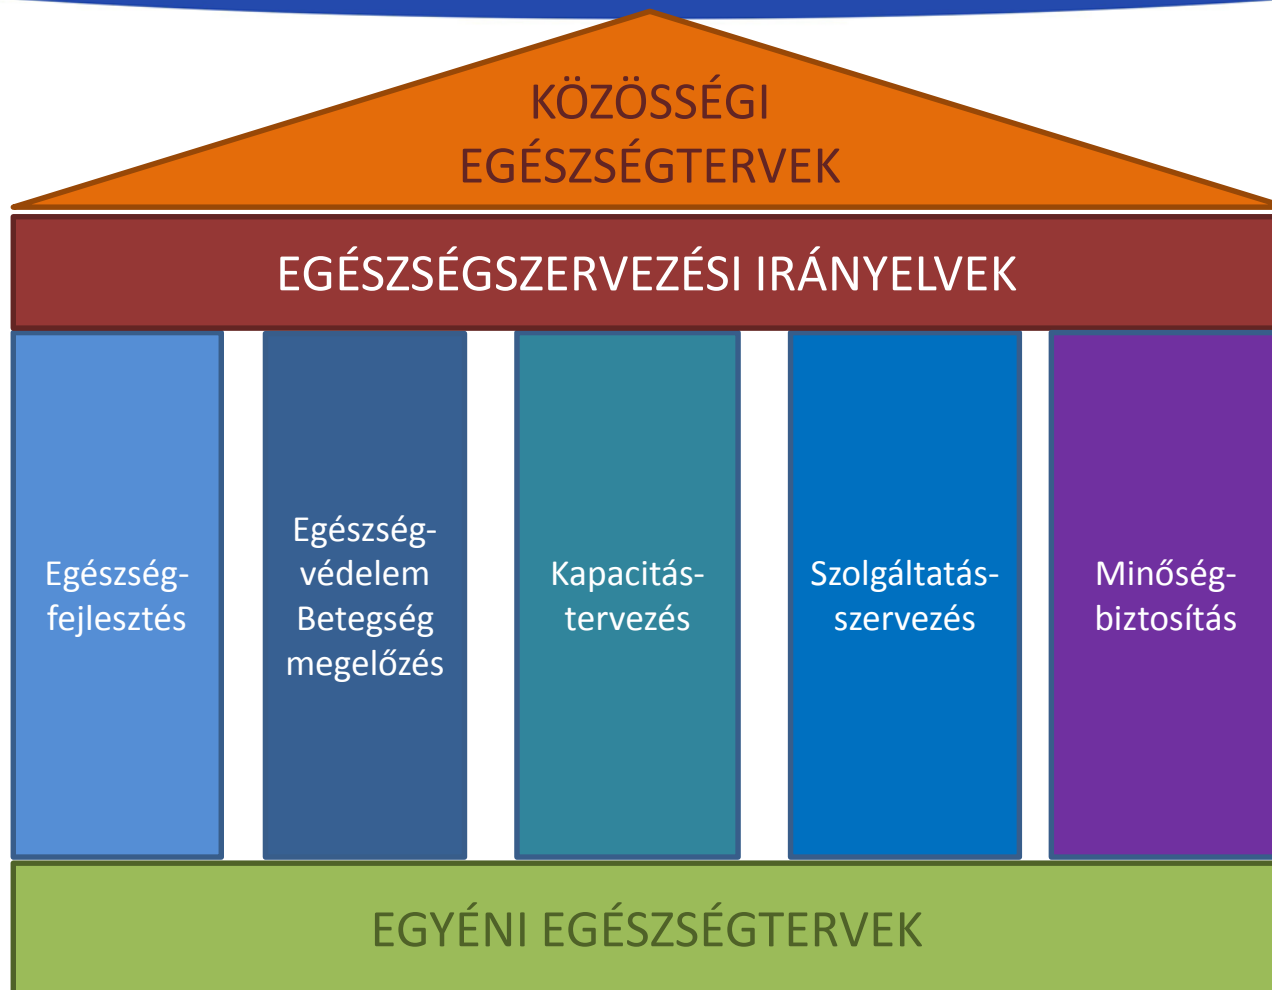 KÖZÖSSÉGI
EGÉSZSÉGTERVEK
EGÉSZSÉGSZERVEZÉSI IRÁNYELVEK
Egészség-
fejlesztés
Egészség-
védelem
Betegség
megelőzés
Kapacitás-
tervezés
Szolgáltatás-
szervezés
Minőség-
biztosítás
EGYÉNI EGÉSZSÉGTERVEK